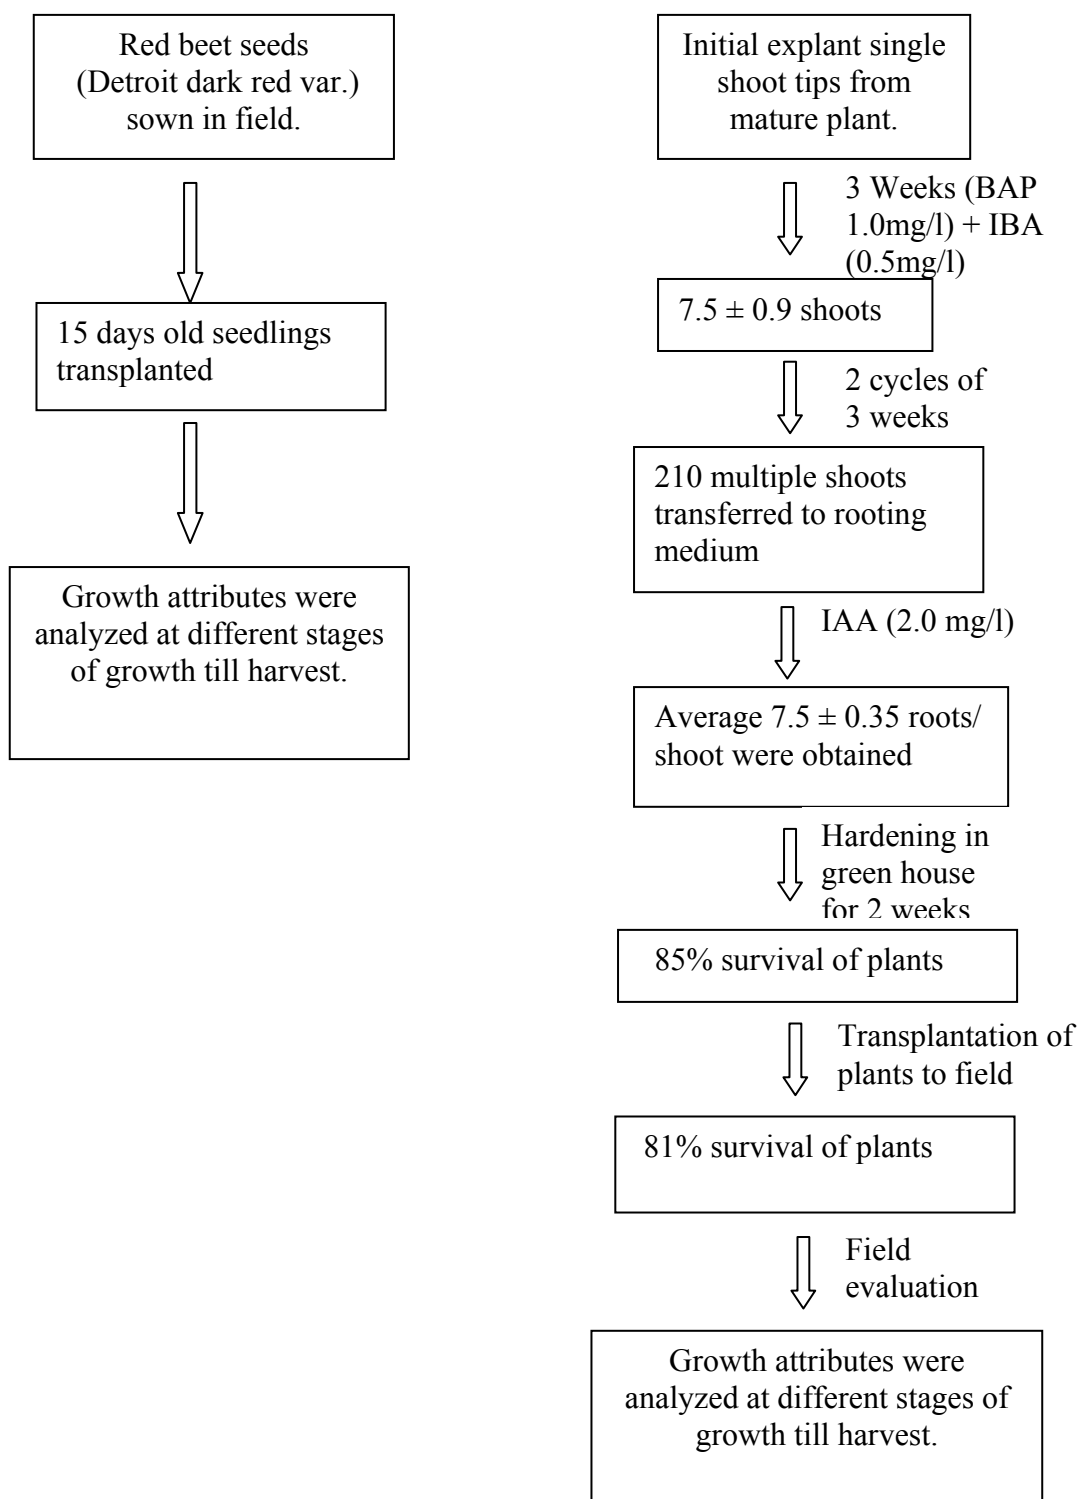 Red beet seeds
(Detroit dark red var.)
sown in field.
15 days old seedlings
transplanted
Growth attributes were
analyzed at different stages
of growth till harvest.
Initial explant single
shoot tips from
mature plant.
3 Weeks (BAP
1.0mg/l) + IBA
(0.5mg/l)
7.5 ± 0.9 shoots
2 cycles of
3 weeks
210 multiple shoots
transferred to rooting
medium
IAA (2.0 mg/l)
Average 7.5 ± 0.35 roots/
shoot were obtained
Hardening in
green house
for 2 weeks
85% survival of plants
Transplantation of
plants to field
81% survival of plants
Field
evaluation
Growth attributes were
analyzed at different stages of
growth till harvest.